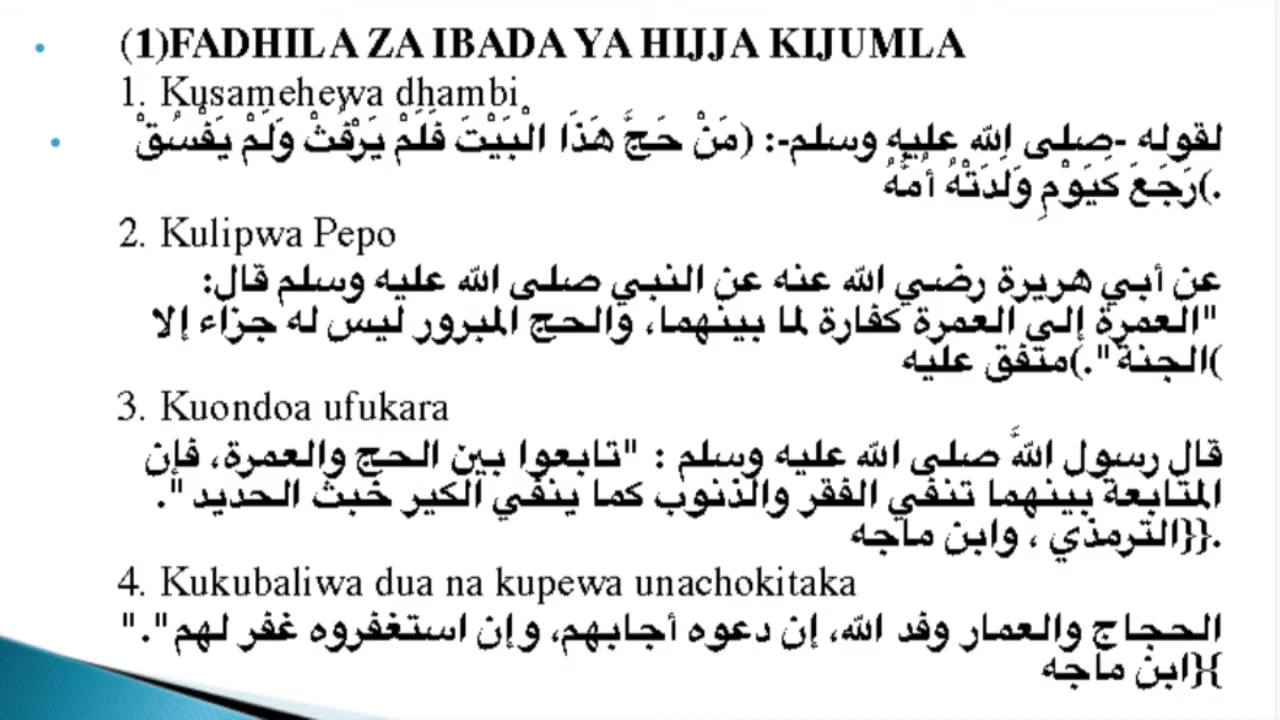 (1)FADHILA ZA IBADA YA HIJJA KIJUMLA
1. Kusamehewa dhambi
لقوله -صلى الله عليه وسلم-: (مَنْ حَجَّ هَذَا الْبَيْتَ فَلَمْ يَرْفُثْ وَلَمْ يَفْسُقْ
رَجَعَ كَيَوْمِ وَلَدَتْهُ أُمُّهُ).
2. Kulipwa Pepo
عن أبي هريرة رضي الله عنه عن النبي صلى الله عليه وسلم قال:
"العمرة إلى العمرة كفارة لما بينهما، والحج المبرور ليس له جزاء إلا
الجنة".(متفق عليه)
3. Kuondoa ufukara
قال رسول اللهَ صلى الله عليه وسلم : "تابعوا بين الحج والعمرة، فإن
المتابعة بينهما تنفي الفقر والذنوب كما ينفي الكير خبث الحديد".
{{الترمذي ، وابن ماجه.
4. Kukubaliwa dua na kupewa unachokitaka
الحجاج والعمار وفد الله، إن دعوه أجابهم، وإن استغفروه غفر لهم"."
{ابن ماجه}